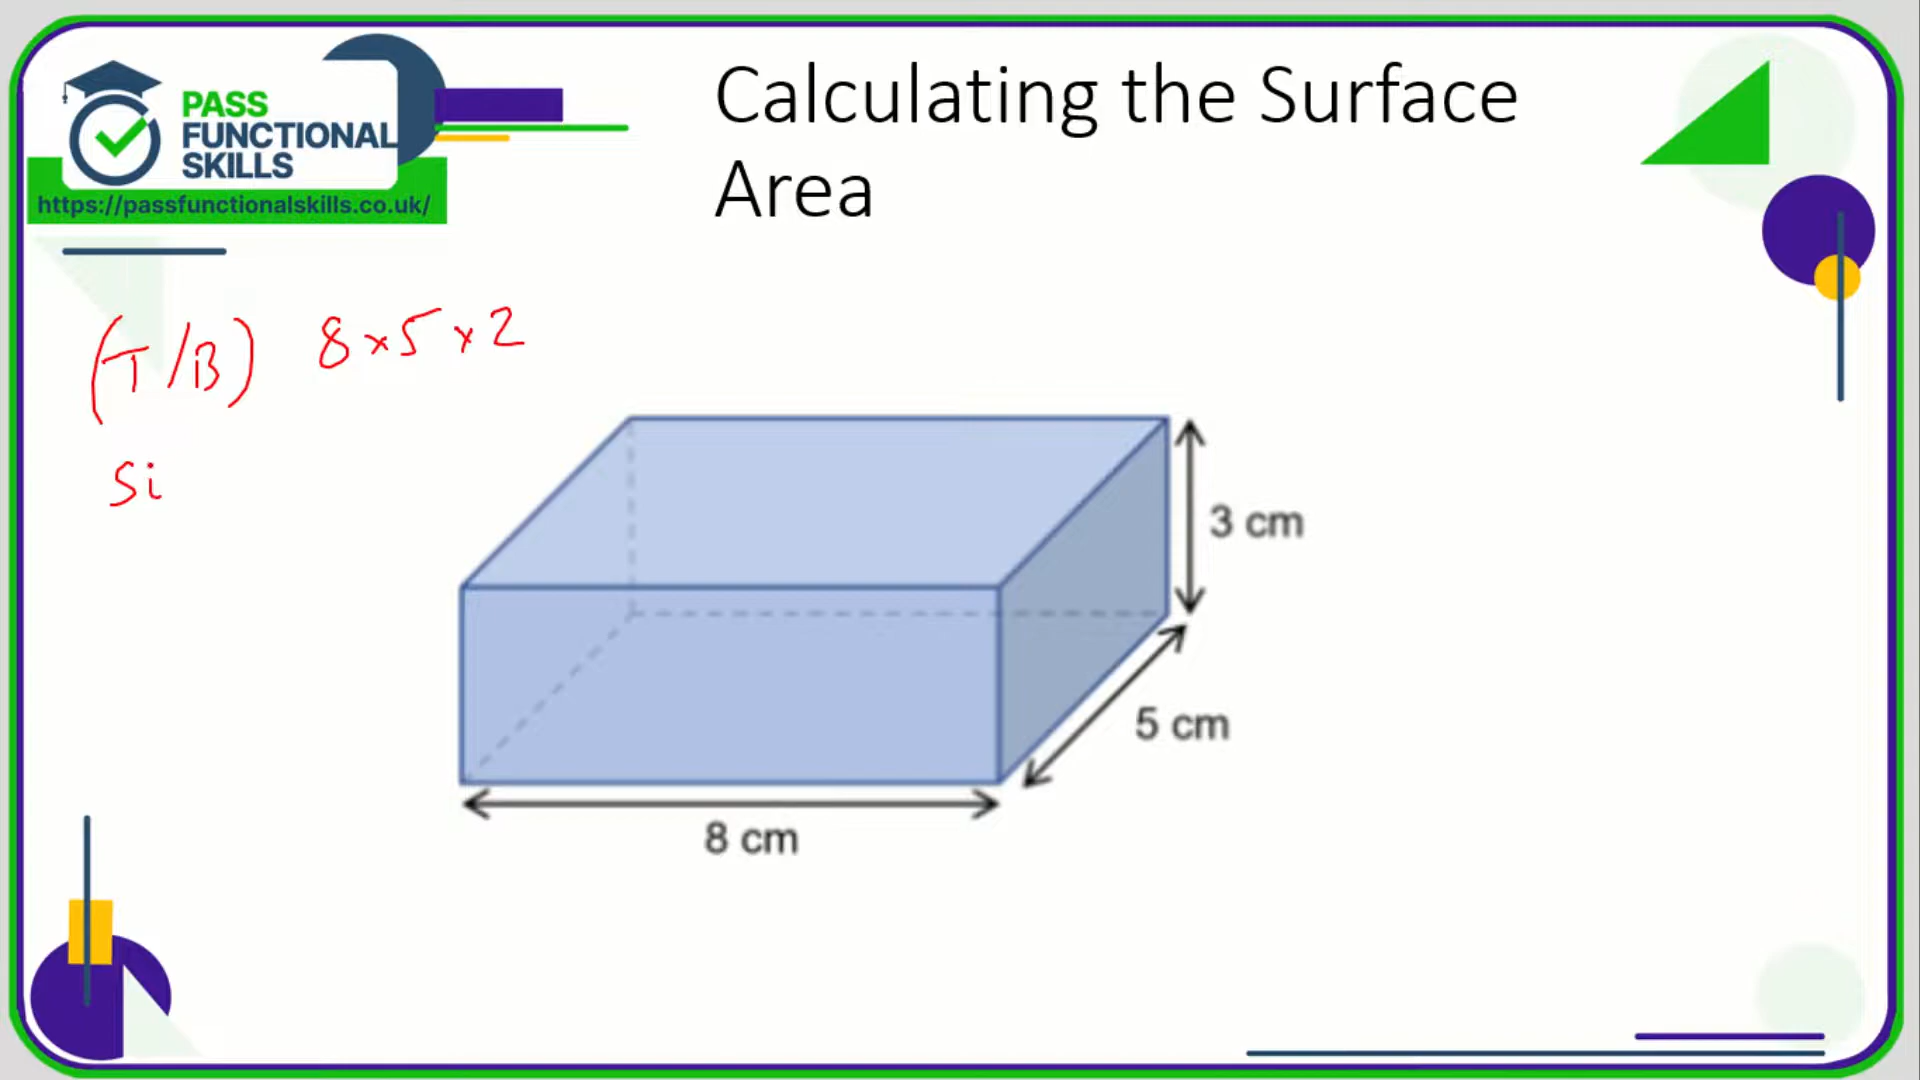 PASS
FUNCTIONAL
SKILLS
https://passfunctionalskills.co.uk/
Calculating the Surface
Area
(T/B) 8×5×2
Si
3 cm
5 cm
8 cm